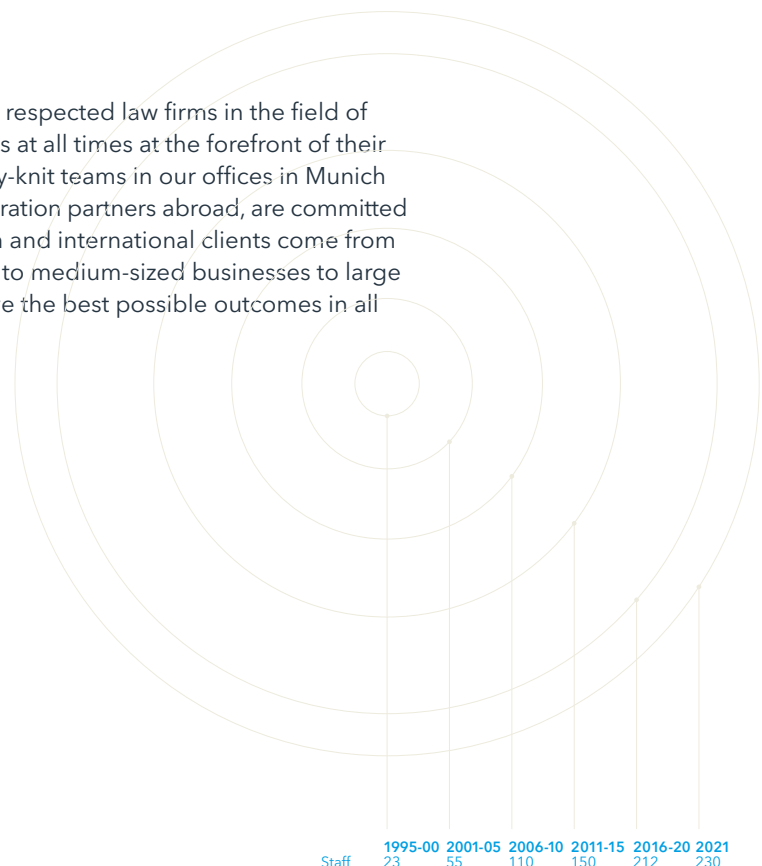 respected law firms in the field of
s at all times at the forefront of their
y-knit teams in our offices in Munich
ration partners abroad, are committed
and international clients come from
to medium-sized businesses to large
e the best possible outcomes in all
1995-00 2001-05 2006-10 2011-15 2016-20 2021
Staff 23 55 110 150 212 230